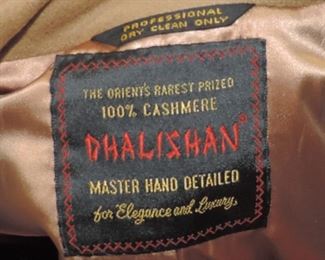 PROFESSIONAL
DRY CLEAN ONLY
THE ORIENT'S RAREST PRIZED
100% CASHMERE
DHALISHAN®
MASTER HAND DETAILED
for Elegance and Luxury